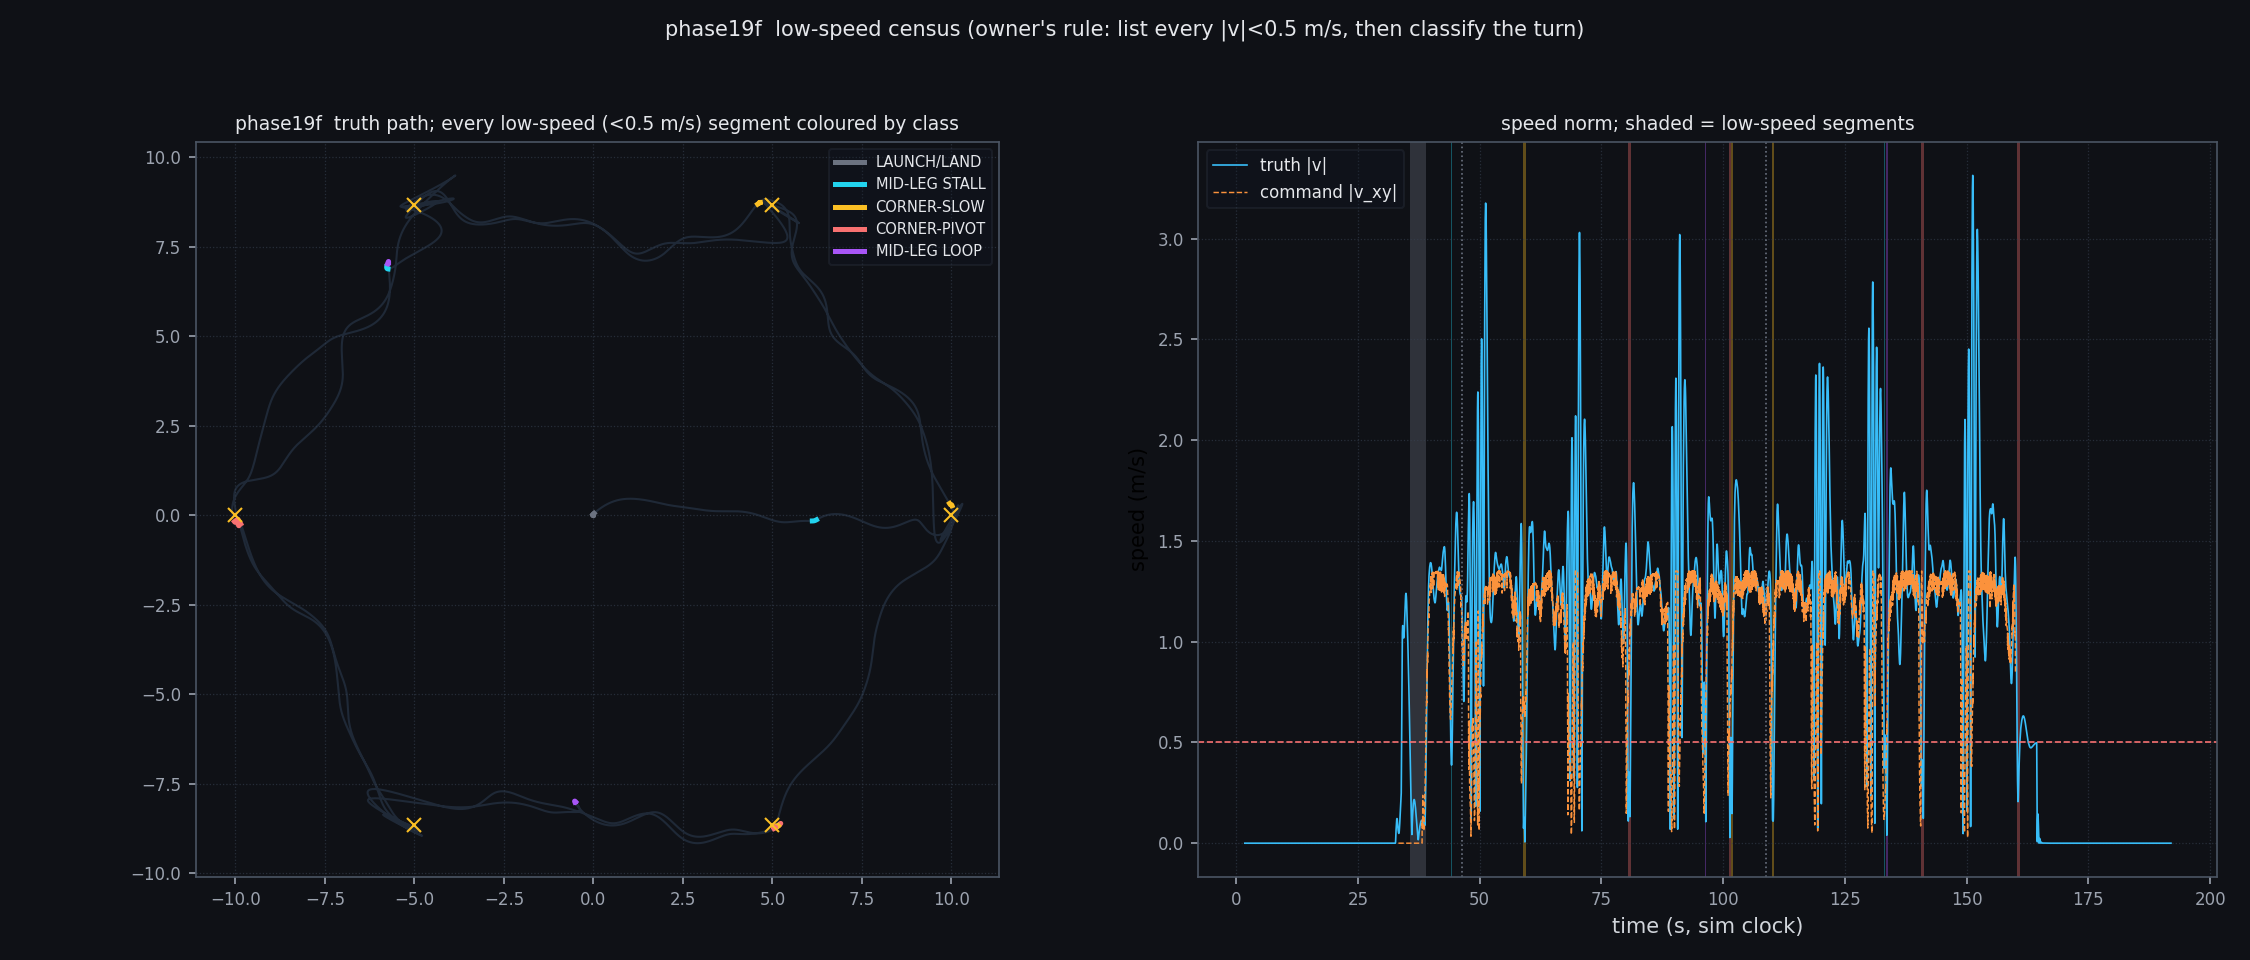 phase19f  low-speed census (owner's rule: list every |v|<0.5 m/s, then classify the turn)
phase19f  truth path; every low-speed (<0.5 m/s) segment coloured by class
LAUNCH/LAND
MID-LEG STALL
CORNER-SLOW
CORNER-PIVOT
MID-LEG LOOP
10.0
7.5
5.0
2.5
0.0
−2.5
−5.0
−7.5
−10.0
−10.0 −7.5 −5.0 −2.5 0.0 2.5 5.0 7.5 10.0
speed norm; shaded = low-speed segments
truth |v|
command |v_xy|
speed (m/s)
3.0
2.5
2.0
1.5
1.0
0.5
0.0
0 25 50 75 100 125 150 175 200
time (s, sim clock)